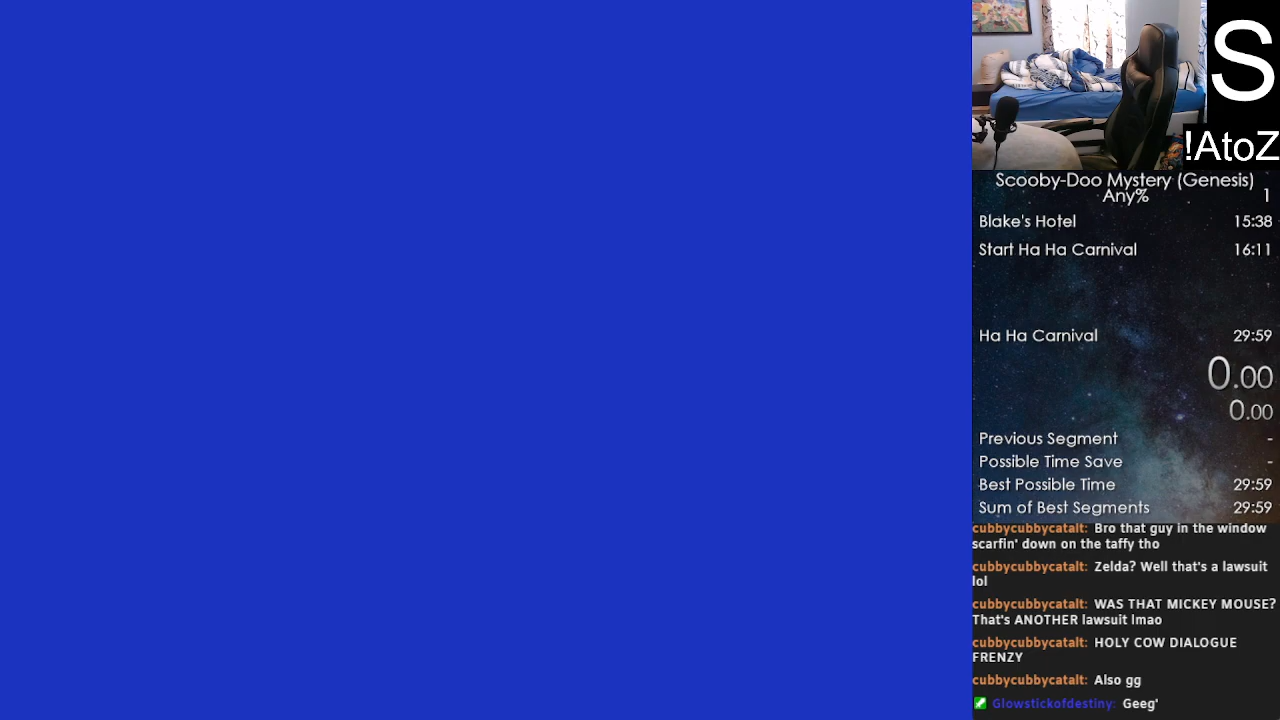 S
!AtoZ
Scooby-Doo Mystery (Genesis)
Any% 1
Blake's Hotel 15:38
Start Ha Ha Carnival 16:11
Ha Ha Carnival 29:59
0.00
0.00
Previous Segment -
Possible Time Save -
Best Possible Time 29:59
Sum of Best Segments 29:59
cubbycubbycatalt: Bro that guy in the window
scarfin' down on the taffy tho
cubbycubbycatalt: Zelda? Well that's a lawsuit
lol
cubbycubbycatalt: WAS THAT MICKEY MOUSE?
That's ANOTHER lawsuit lmao
cubbycubbycatalt: HOLY COW DIALOGUE
FRENZY
cubbycubbycatalt: Also gg
Glowstickofdestiny: Geeg'